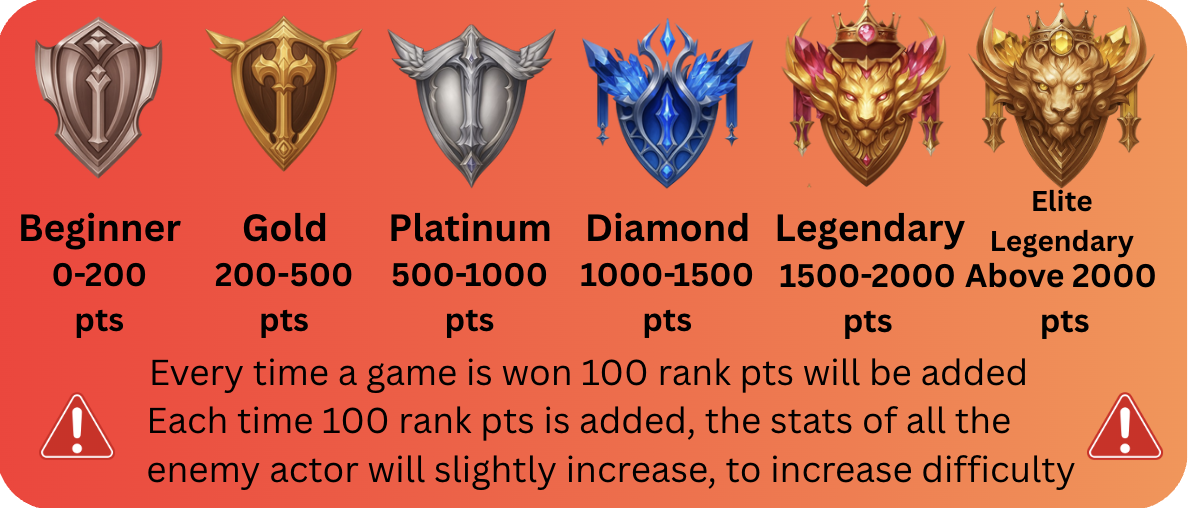 Beginner
0-200
pts
Gold
200-500
pts
Platinum
500-1000
pts
Diamond
1000-1500
pts
Legendary
1500-2000
pts
Elite
Legendary
Above 2000
pts
Every time a game is won 100 rank pts will be added
Each time 100 rank pts is added, the stats of all the
enemy actor will slightly increase, to increase difficulty